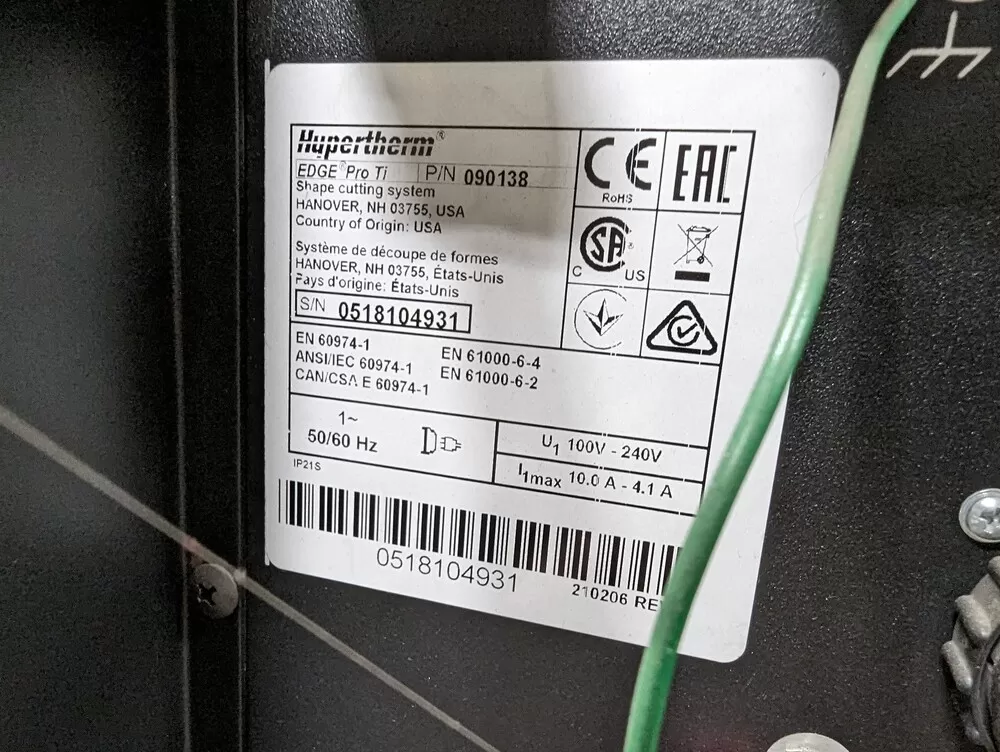 Hypertherm®
EDGE® Pro Ti P/N 090138
Shape cutting system
HANOVER, NH 03755, USA
Country of Origin: USA
Système de découpe de formes
HANOVER, NH 03755, États-Unis
Pays d'origine: États-Unis
S/N 0518104931
EN 60974-1
ANSI/IEC 60974-1
CAN/CSA E 60974-1
EN 61000-6-4
EN 61000-6-2
CE
RoHS
EAC
C SA ® US
1~
50/60 Hz
U1 100V - 240V
I1max 10.0 A - 4.1 A
IP21S
0518104931
210206 RE